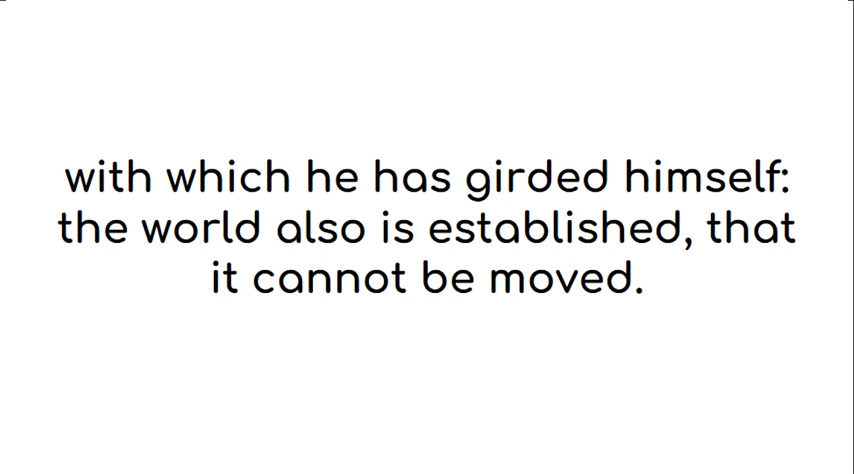 with which he has girded himself:
the world also is established, that
it cannot be moved.